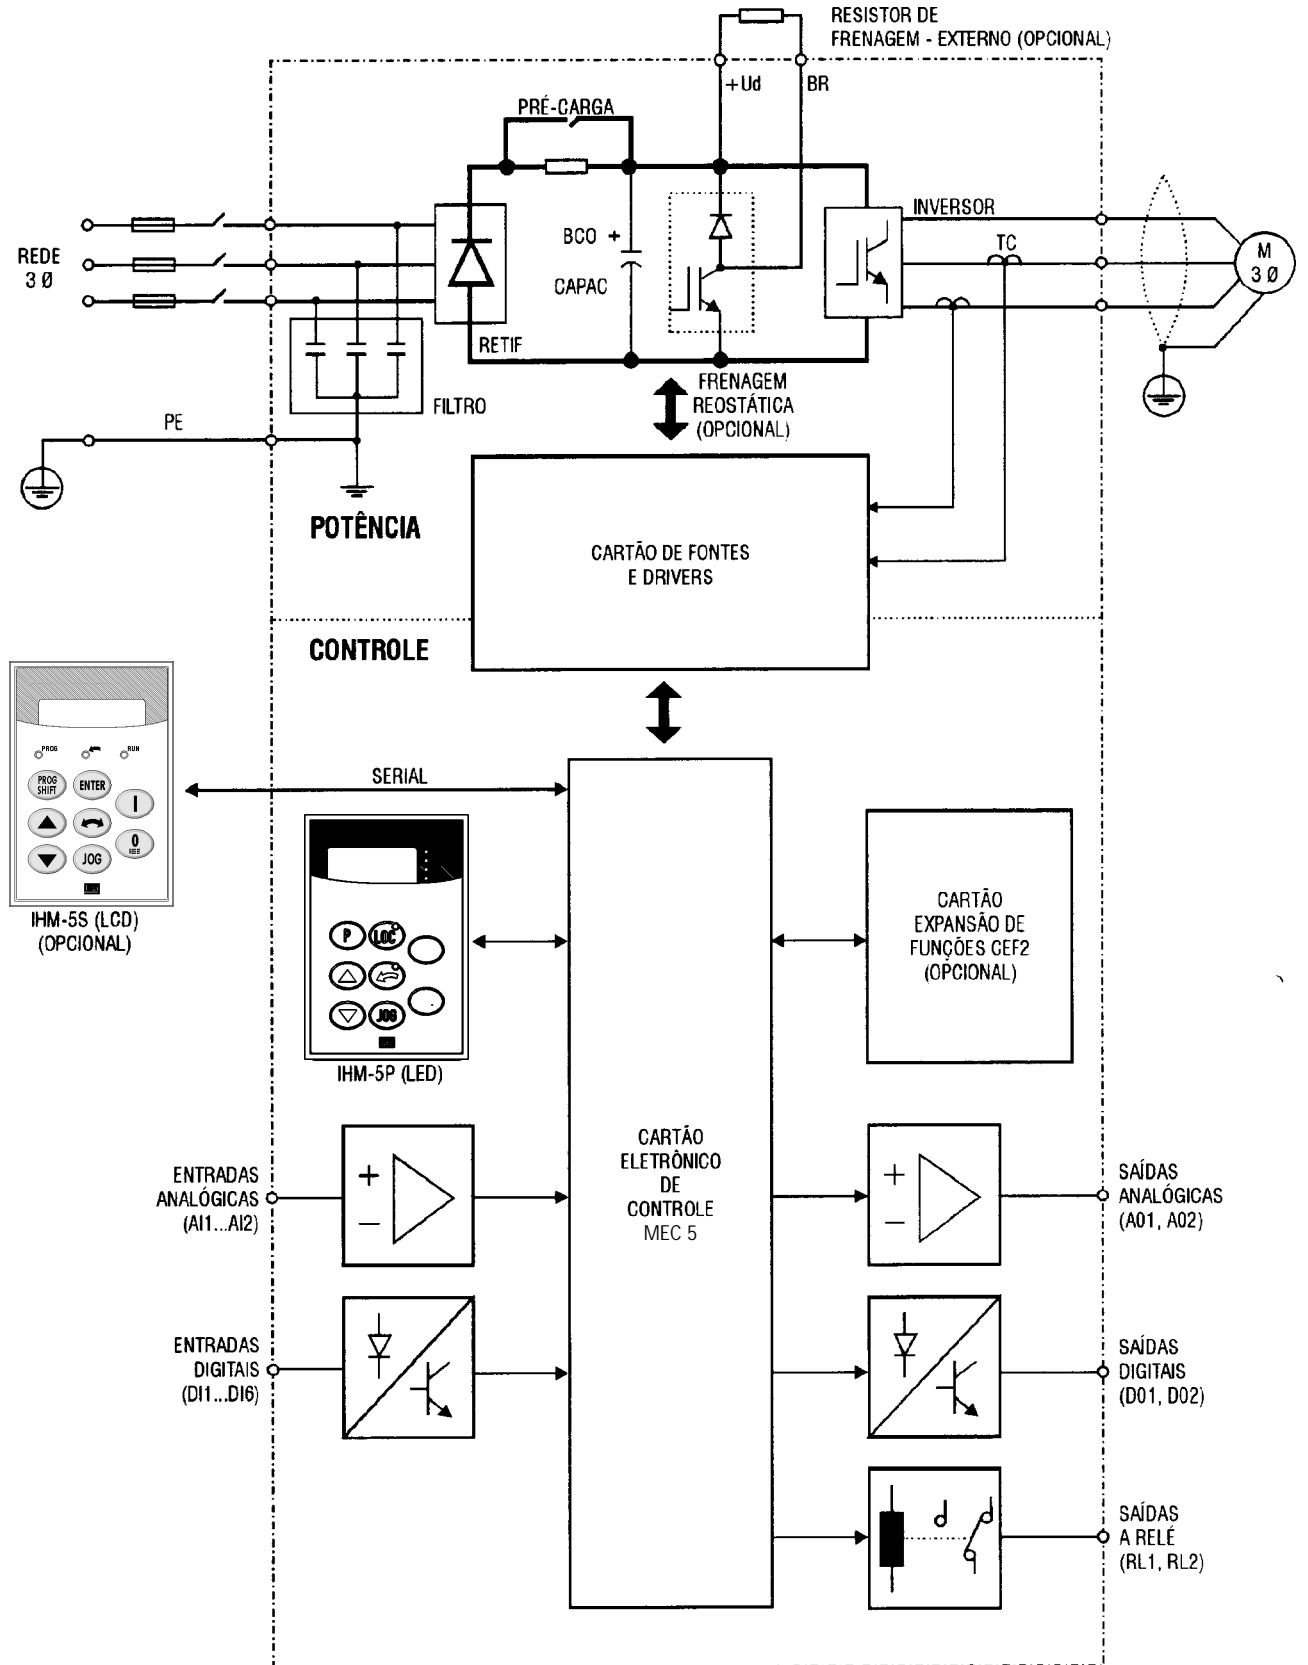 RESISTOR DE
FRENAGEM - EXTERNO (OPCIONAL)
+Ud
BR
PRÉ-CARGA
INVERSOR
REDE
3 Ø
BCO +
CAPAC
TC
M
3 Ø
RETIF
FILTRO
FRENAGEM
REOSTÁTICA
(OPCIONAL)
PE
POTÊNCIA
CARTÃO DE FONTES
E DRIVERS
CONTROLE
PROG
RUN
PROG
SHIFT
ENTER
I
0
JOG
IHM-5S (LCD)
(OPCIONAL)
SERIAL
P
LOC
JOG
IHM-5P (LED)
CARTÃO
EXPANSÃO DE
FUNÇÕES CEF2
(OPCIONAL)
CARTÃO
ELETRÔNICO
DE
CONTROLE
MEC 5
ENTRADAS
ANALÓGICAS
(AI1...AI2)
+
−
+
−
SAÍDAS
ANALÓGICAS
(A01, A02)
ENTRADAS
DIGITAIS
(DI1...DI6)
SAÍDAS
DIGITAIS
(D01, D02)
SAÍDAS
A RELÉ
(RL1, RL2)